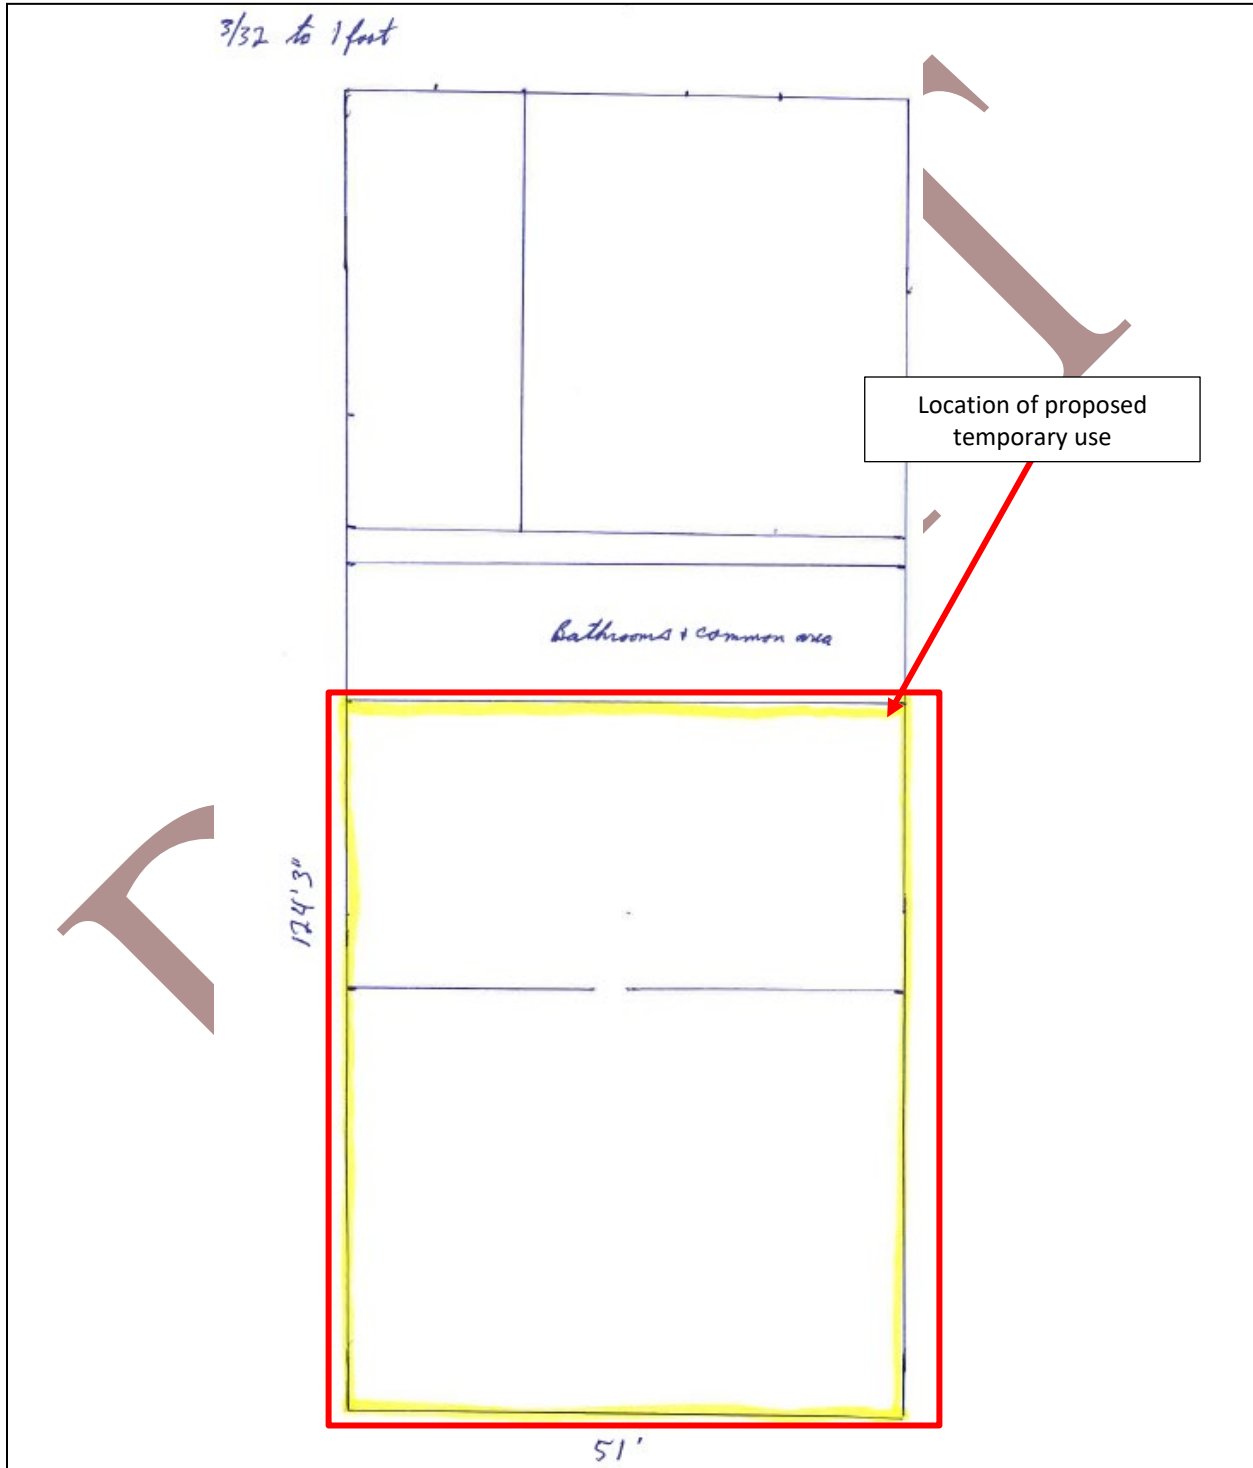 3/32 to 1 foot
Location of proposed
temporary use
Bathrooms & common area
124'3"
51'